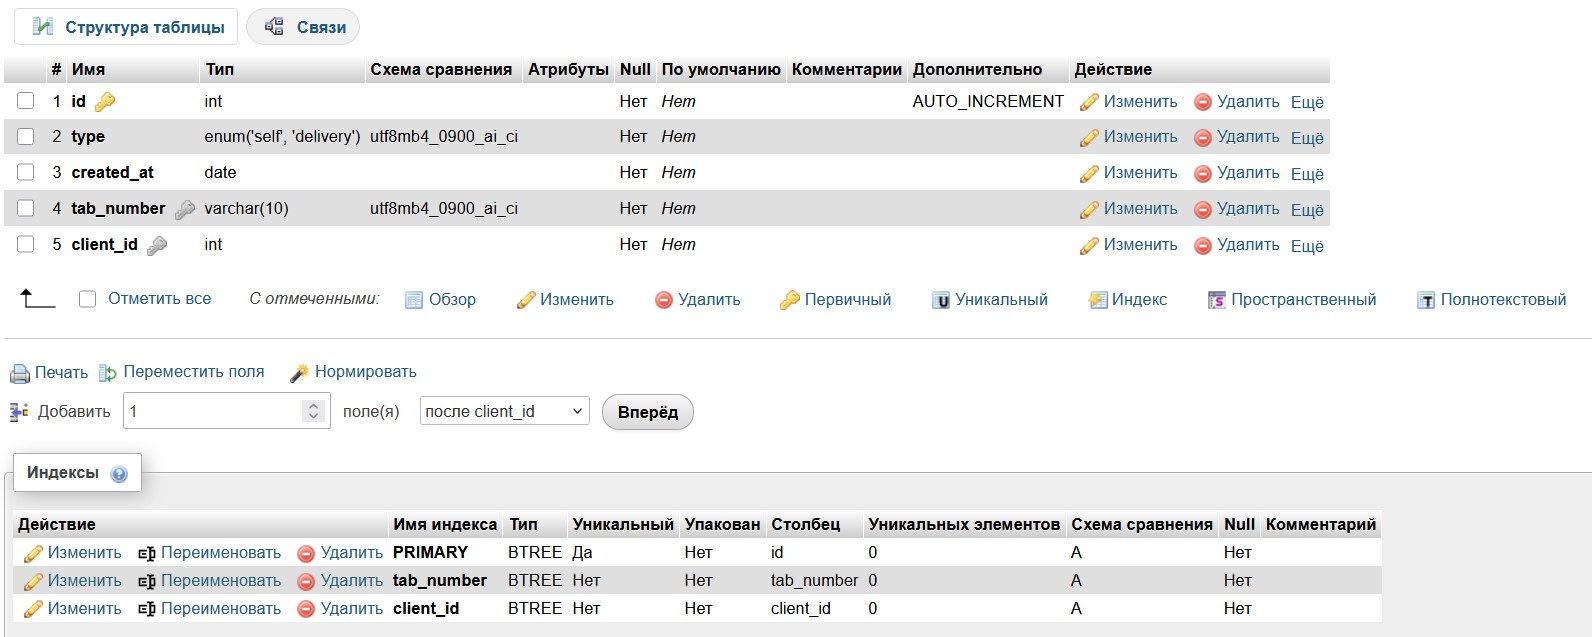 Структура таблицы Связи
# Имя Тип Схема сравнения Атрибуты Null По умолчанию Комментарии Дополнительно Действие
1 id int Нет Нет AUTO_INCREMENT Изменить Удалить Ещё
2 type enum('self', 'delivery') utf8mb4_0900_ai_ci Нет Нет Изменить Удалить Ещё
3 created_at date Нет Нет Изменить Удалить Ещё
4 tab_number varchar(10) utf8mb4_0900_ai_ci Нет Нет Изменить Удалить Ещё
5 client_id int Нет Нет Изменить Удалить Ещё
Отметить все С отмеченными: Обзор Изменить Удалить Первичный Уникальный Индекс Пространственный Полнотекстовый
Печать Переместить поля Нормировать
Добавить 1 поле(я) после client_id Вперёд
Индексы
Действие Имя индекса Тип Уникальный Упакован Столбец Уникальных элементов Схема сравнения Null Комментарий
Изменить Переименовать Удалить PRIMARY BTREE Да Нет id 0 A Нет
Изменить Переименовать Удалить tab_number BTREE Нет Нет tab_number 0 A Нет
Изменить Переименовать Удалить client_id BTREE Нет Нет client_id 0 A Нет